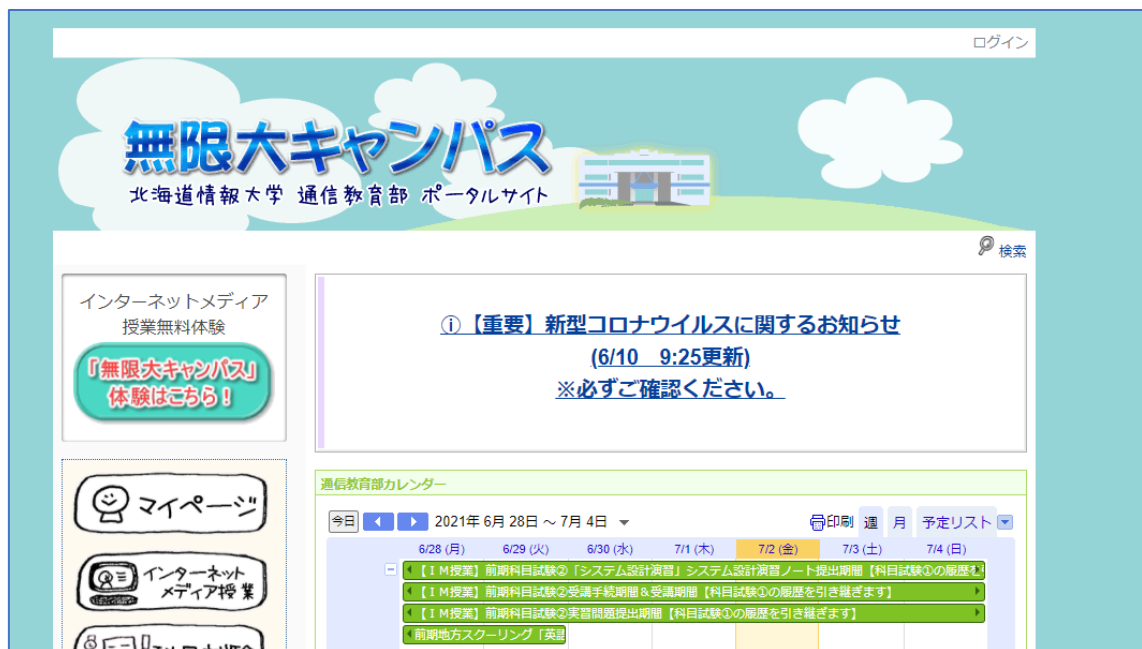 ログイン
無限大キャンパス
北海道情報大学 通信教育部 ポータルサイト
検索
インターネットメディア
授業無料体験
「無限大キャンパス」
体験はこちら！
ⓘ【重要】新型コロナウイルスに関するお知らせ
(6/10　9:25更新)
※必ずご確認ください。
マイページ
インターネット
メディア授業
通信教育部カレンダー
今日 2021年 6月 28日 ～ 7月 4日 印刷 週 月 予定リスト
6/28 (月) 6/29 (火) 6/30 (水) 7/1 (木) 7/2 (金) 7/3 (土) 7/4 (日)
【ＩＭ授業】前期科目試験②「システム設計演習」システム設計演習ノート提出期間【科目試験①の履歴を
【ＩＭ授業】前期科目試験②受講手続期間＆受講期間【科目試験①の履歴を引き継ぎます】
【ＩＭ授業】前期科目試験②実習問題提出期間【科目試験①の履歴を引き継ぎます】
前期地方スクーリング「英語